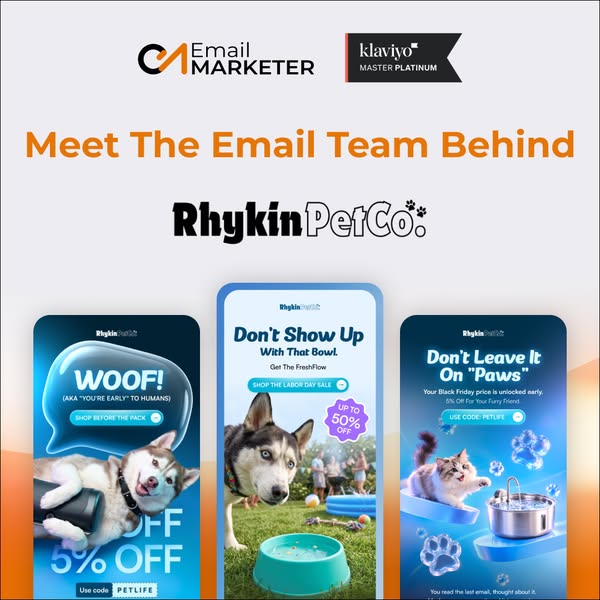 Email
MARKETER
klaviyo
MASTER PLATINUM
Meet The Email Team Behind
RhykinPetCo.
RhykinPetCo.
WOOF!
(AKA "YOU'RE EARLY" TO HUMANS)
SHOP BEFORE THE PACK
OFF
5% OFF
Use code PETLIFE
RhykinPetCo.
Don't Show Up
With That Bowl.
Get The FreshFlow
SHOP THE LABOR DAY SALE
UP TO
50%
OFF
RhykinPetCo.
Don't Leave It
On "Paws"
Your Black Friday price is unlocked early.
5% Off For Your Furry Friend.
USE CODE: PETLIFE
You read the last email, thought about it.